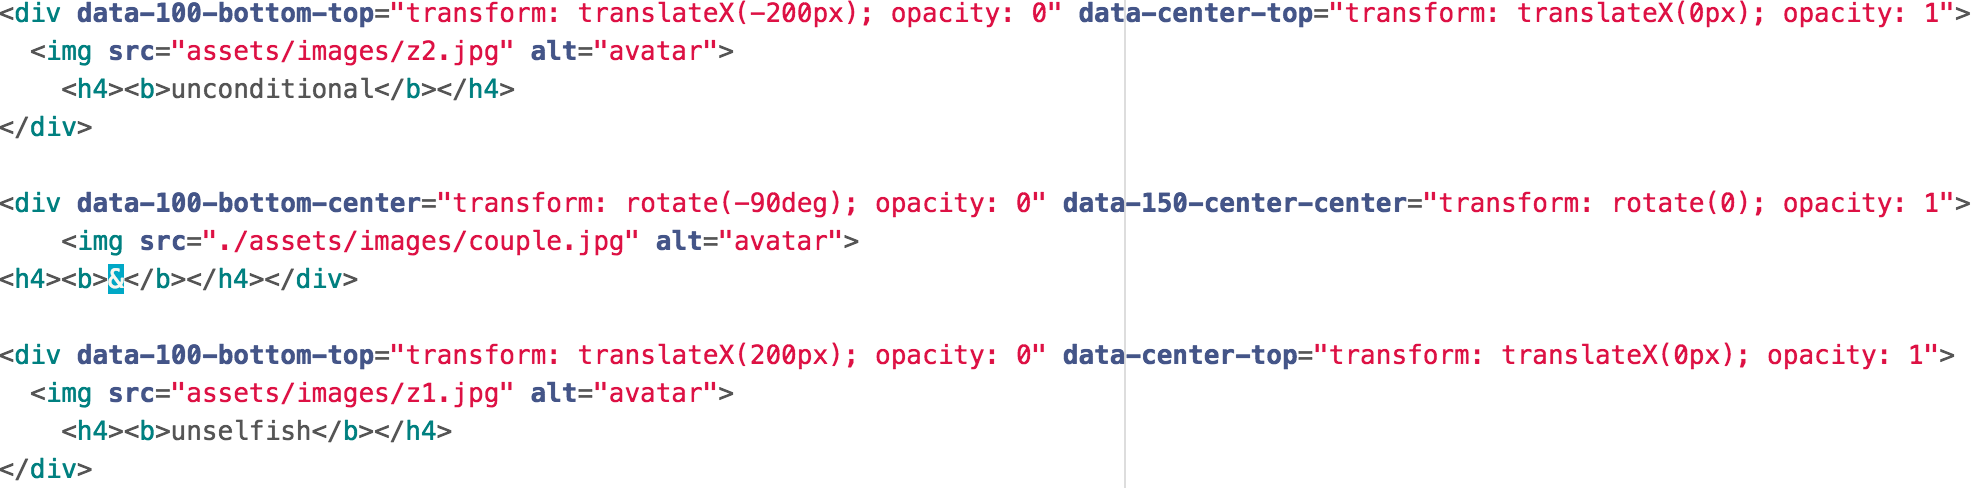 <div data-100-bottom-top="transform: translateX(-200px); opacity: 0" data-center-top="transform: translateX(0px); opacity: 1">
  <img src="assets/images/z2.jpg" alt="avatar">
    <h4><b>unconditional</b></h4>
</div>

<div data-100-bottom-center="transform: rotate(-90deg); opacity: 0" data-150-center-center="transform: rotate(0); opacity: 1">
    <img src="./assets/images/couple.jpg" alt="avatar">
<h4><b>&</b></h4></div>

<div data-100-bottom-top="transform: translateX(200px); opacity: 0" data-center-top="transform: translateX(0px); opacity: 1">
  <img src="assets/images/z1.jpg" alt="avatar">
    <h4><b>unselfish</b></h4>
</div>